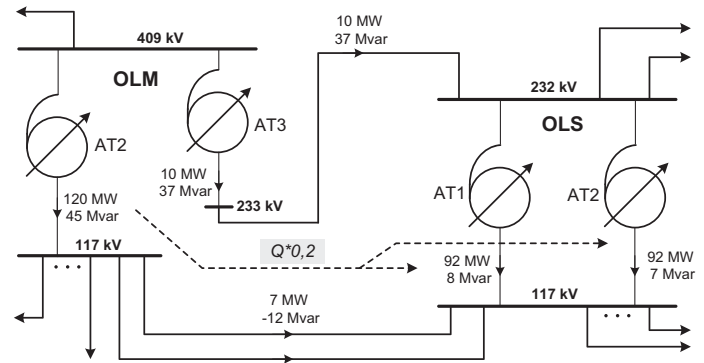 10 MW
37 Mvar
409 kV
OLM
232 kV
OLS
AT2
AT3
10 MW
37 Mvar
AT1
AT2
120 MW
45 Mvar
233 kV
117 kV
Q*0,2
92 MW
8 Mvar
92 MW
7 Mvar
7 MW
-12 Mvar
117 kV